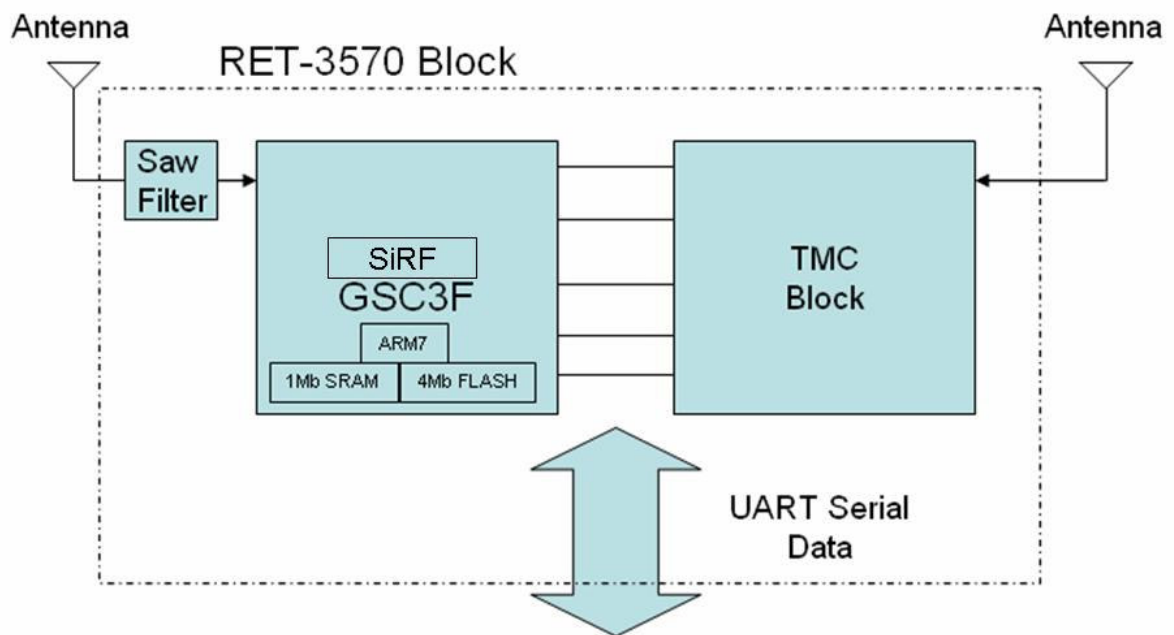 Antenna
Antenna
RET-3570 Block
Saw
Filter
SiRF
GSC3F
ARM7
1Mb SRAM
4Mb FLASH
TMC
Block
UART Serial
Data